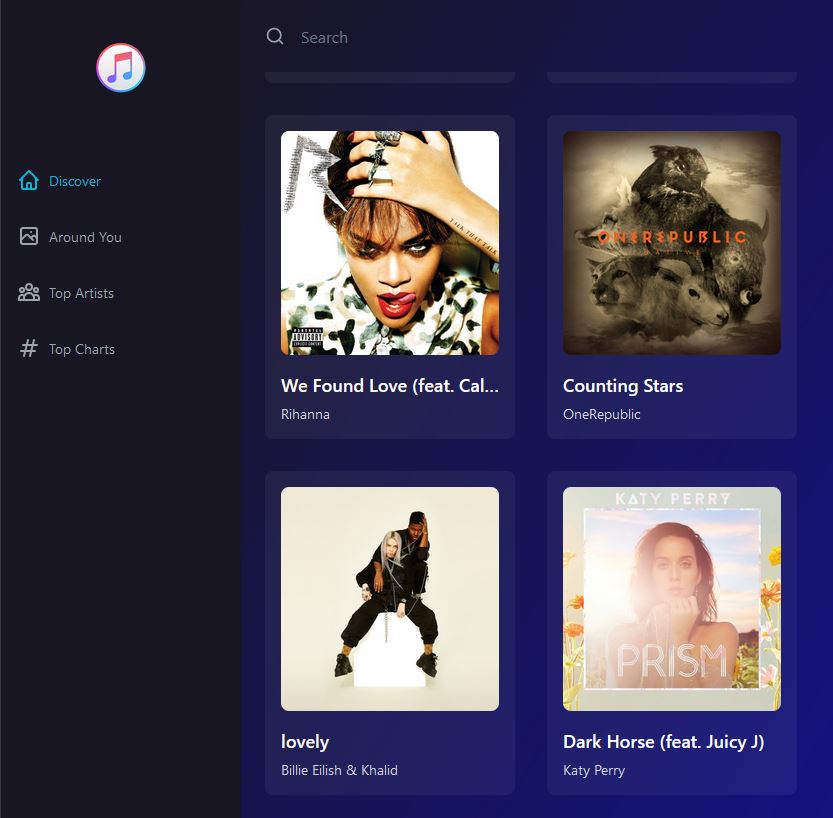 Search
Discover
Around You
Top Artists
Top Charts
R
TALK THAT TALK
PARENTAL
ADVISORY
EXPLICIT CONTENT
We Found Love (feat. Cal...
Rihanna
ONEREPUBLIC
NATIVE
Counting Stars
OneRepublic
lovely
Billie Eilish & Khalid
KATY PERRY
PRISM
Dark Horse (feat. Juicy J)
Katy Perry